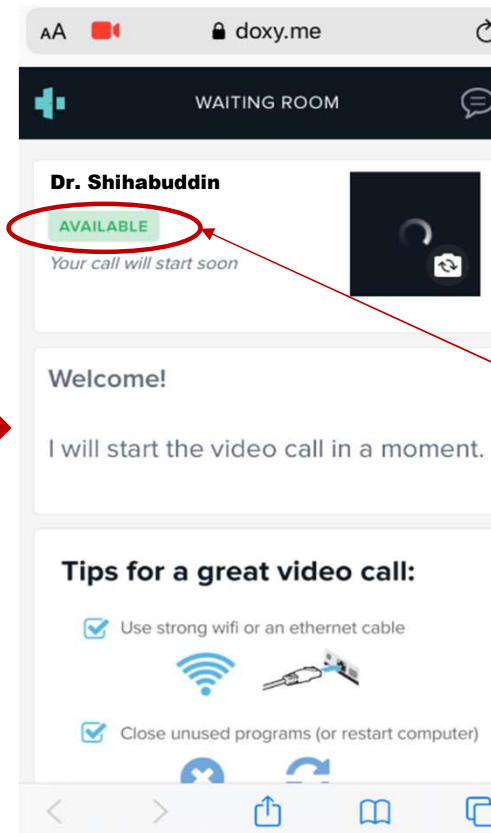 AA doxy.me
WAITING ROOM
Dr. Shihabuddin
AVAILABLE
Your call will start soon
Welcome!
I will start the video call in a moment.
Tips for a great video call:
Use strong wifi or an ethernet cable
Close unused programs (or restart computer)